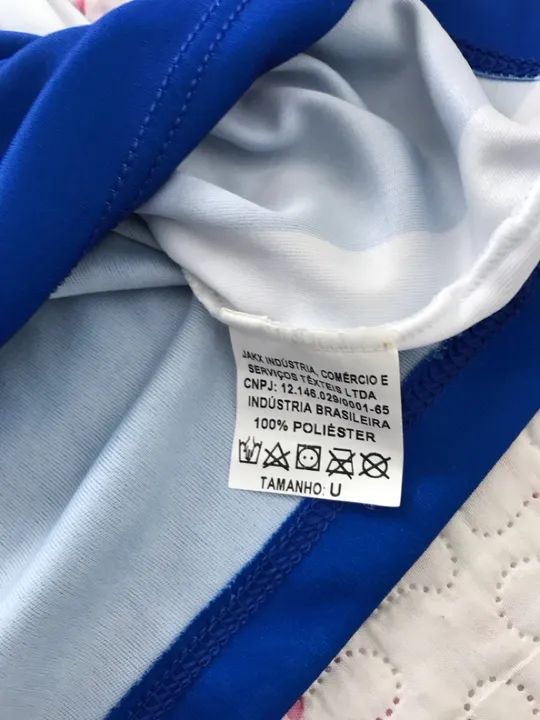 JAKX INDÚSTRIA, COMÉRCIO E
SERVIÇOS TÊXTEIS LTDA
CNPJ: 12.146.029/0001-65
INDÚSTRIA BRASILEIRA
100% POLIÉSTER
TAMANHO: U